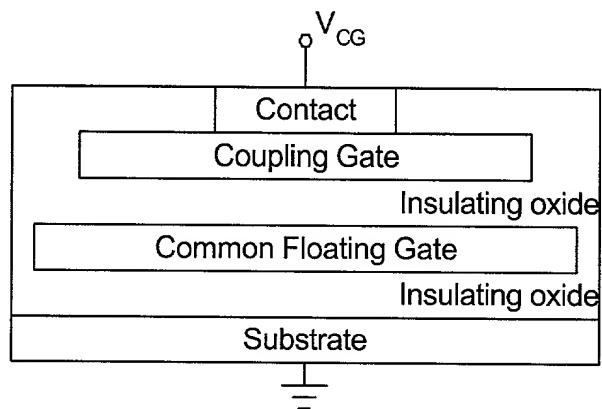 V_CG
Contact
Coupling Gate
Insulating oxide
Common Floating Gate
Insulating oxide
Substrate